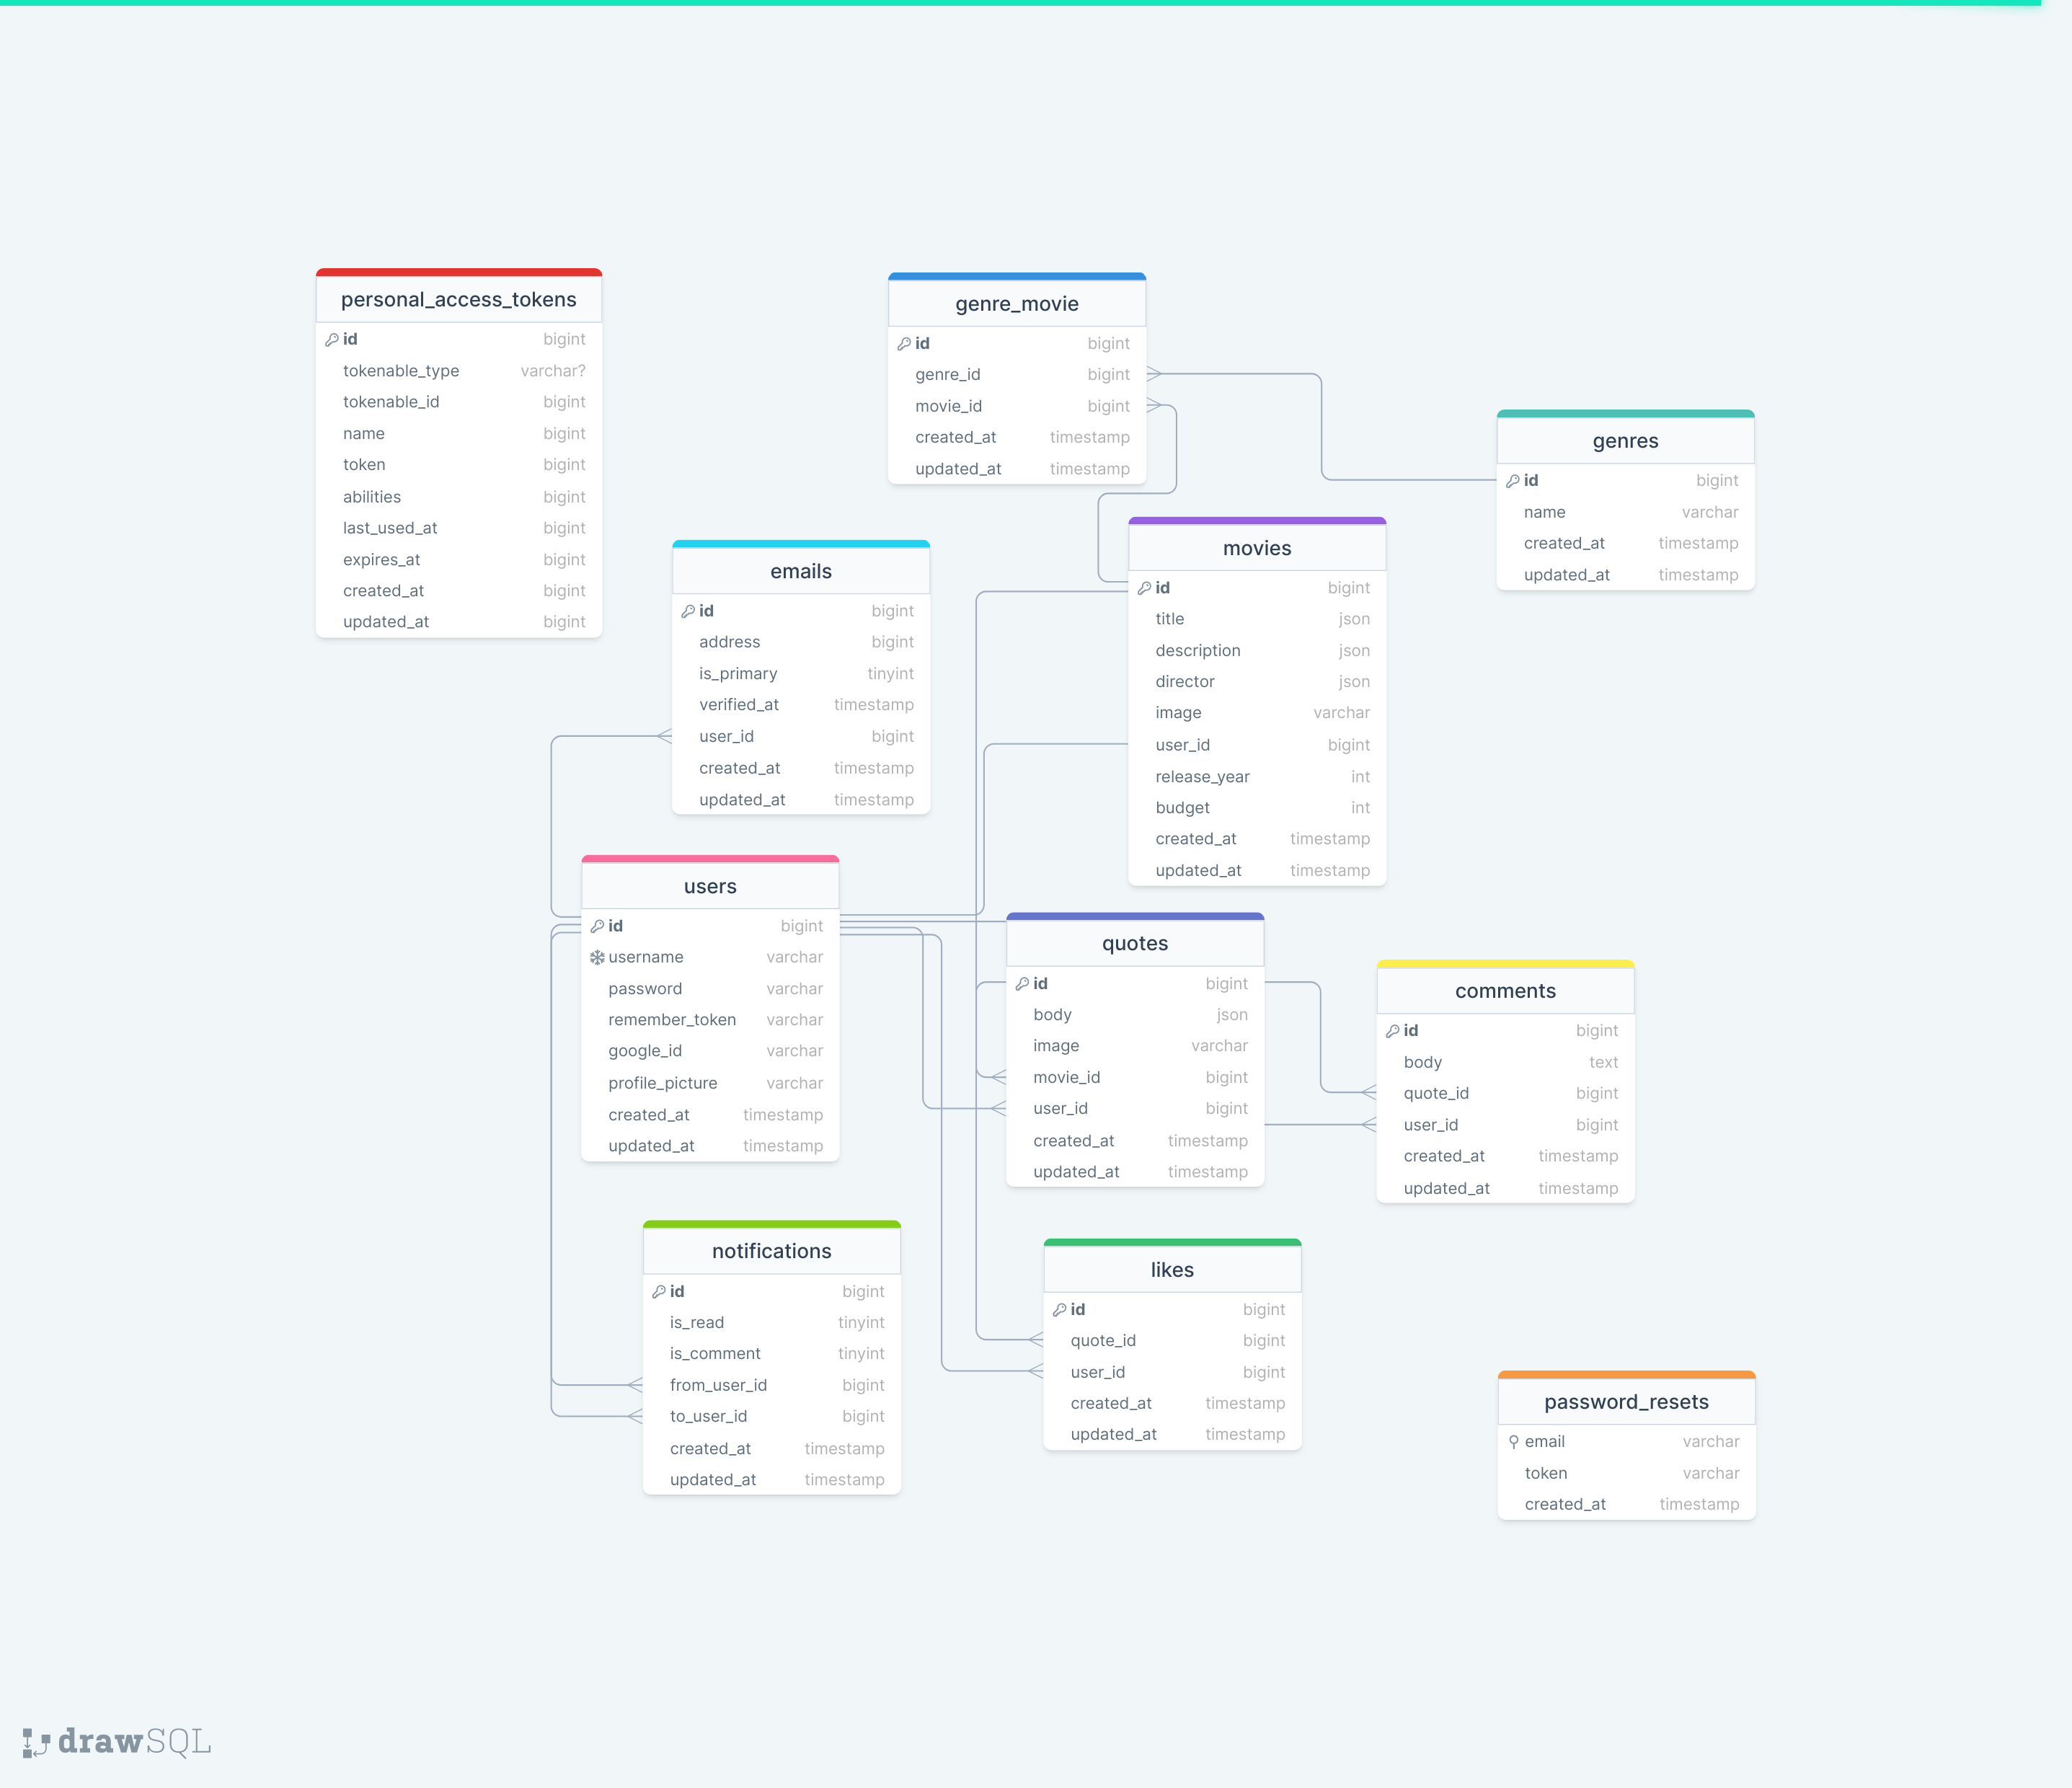 personal_access_tokens
id bigint
tokenable_type varchar?
tokenable_id bigint
name bigint
token bigint
abilities bigint
last_used_at bigint
expires_at bigint
created_at bigint
updated_at bigint
genre_movie
id bigint
genre_id bigint
movie_id bigint
created_at timestamp
updated_at timestamp
genres
id bigint
name varchar
created_at timestamp
updated_at timestamp
emails
id bigint
address bigint
is_primary tinyint
verified_at timestamp
user_id bigint
created_at timestamp
updated_at timestamp
movies
id bigint
title json
description json
director json
image varchar
user_id bigint
release_year int
budget int
created_at timestamp
updated_at timestamp
users
id bigint
username varchar
password varchar
remember_token varchar
google_id varchar
profile_picture varchar
created_at timestamp
updated_at timestamp
quotes
id bigint
body json
image varchar
movie_id bigint
user_id bigint
created_at timestamp
updated_at timestamp
comments
id bigint
body text
quote_id bigint
user_id bigint
created_at timestamp
updated_at timestamp
notifications
id bigint
is_read tinyint
is_comment tinyint
from_user_id bigint
to_user_id bigint
created_at timestamp
updated_at timestamp
likes
id bigint
quote_id bigint
user_id bigint
created_at timestamp
updated_at timestamp
password_resets
email varchar
token varchar
created_at timestamp
drawSQL